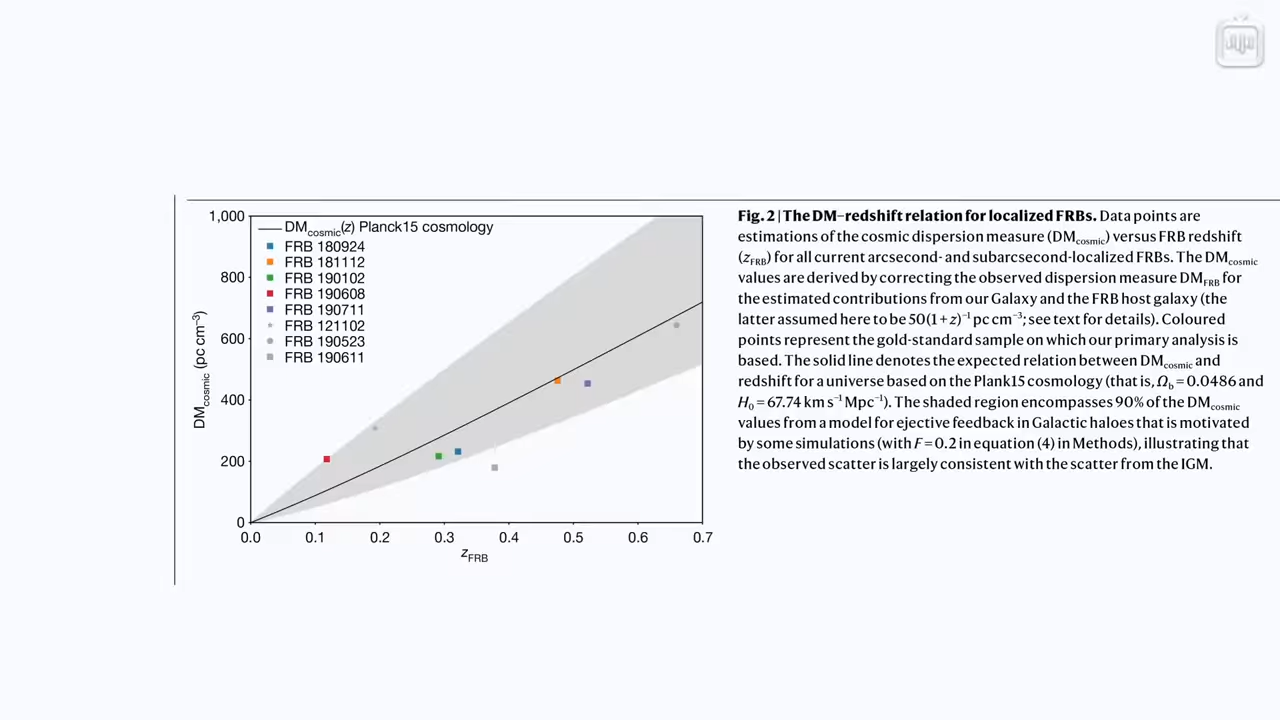 1,000
800
600
400
200
0
DMcosmic (pc cm⁻³)
DMcosmic(z) Planck15 cosmology
FRB 180924
FRB 181112
FRB 190102
FRB 190608
FRB 190711
FRB 121102
FRB 190523
FRB 190611
0.0 0.1 0.2 0.3 0.4 0.5 0.6 0.7
zFRB
Fig. 2 | The DM–redshift relation for localized FRBs. Data points are
estimations of the cosmic dispersion measure (DMcosmic) versus FRB redshift
(zFRB) for all current arcsecond- and subarcsecond-localized FRBs. The DMcosmic
values are derived by correcting the observed dispersion measure DMFRB for
the estimated contributions from our Galaxy and the FRB host galaxy (the
latter assumed here to be 50(1 + z)⁻¹ pc cm⁻³; see text for details). Coloured
points represent the gold-standard sample on which our primary analysis is
based. The solid line denotes the expected relation between DMcosmic and
redshift for a universe based on the Plank15 cosmology (that is, Ωb = 0.0486 and
H0 = 67.74 km s⁻¹ Mpc⁻¹). The shaded region encompasses 90% of the DMcosmic
values from a model for ejective feedback in Galactic haloes that is motivated
by some simulations (with F = 0.2 in equation (4) in Methods), illustrating that
the observed scatter is largely consistent with the scatter from the IGM.